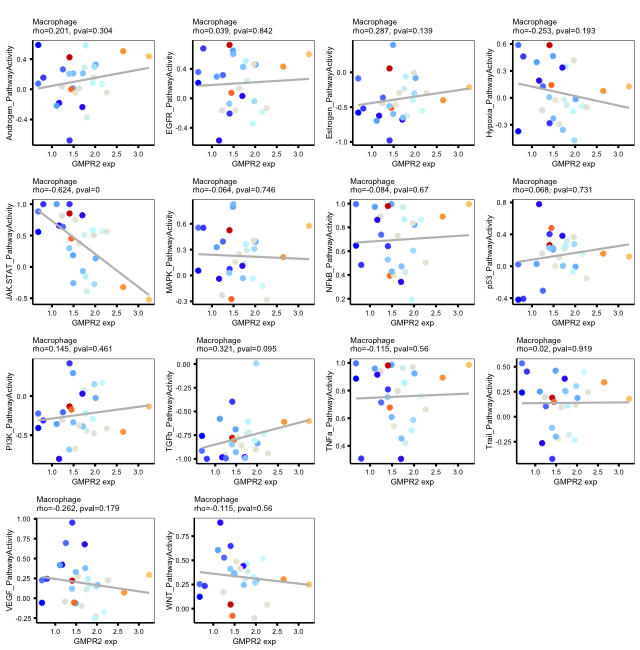 Macrophage
rho=0.201, pval=0.304
Androgen_PathwayActivity
0.4
0.0
-0.4
1.0 1.5 2.0 2.5 3.0
GMPR2 exp
Macrophage
rho=0.039, pval=0.842
EGFR_PathwayActivity
0.4
0.0
-0.4
1.0 1.5 2.0 2.5 3.0
GMPR2 exp
Macrophage
rho=0.287, pval=0.139
Estrogen_PathwayActivity
0.0
-0.5
-1.0
1.0 1.5 2.0 2.5 3.0
GMPR2 exp
Macrophage
rho=-0.253, pval=0.193
Hypoxia_PathwayActivity
0.6
0.3
0.0
-0.3
1.0 1.5 2.0 2.5 3.0
GMPR2 exp
Macrophage
rho=-0.624, pval=0
JAK-STAT_PathwayActivity
1.0
0.5
0.0
-0.5
1.0 1.5 2.0 2.5 3.0
GMPR2 exp
Macrophage
rho=-0.064, pval=0.746
MAPK_PathwayActivity
0.6
0.3
0.0
-0.3
1.0 1.5 2.0 2.5 3.0
GMPR2 exp
Macrophage
rho=-0.084, pval=0.67
NFkB_PathwayActivity
1.0
0.8
0.6
0.4
0.2
1.0 1.5 2.0 2.5 3.0
GMPR2 exp
Macrophage
rho=0.068, pval=0.731
p53_PathwayActivity
0.8
0.4
0.0
-0.4
1.0 1.5 2.0 2.5 3.0
GMPR2 exp
Macrophage
rho=0.145, pval=0.461
PI3K_PathwayActivity
0.0
-0.5
1.0 1.5 2.0 2.5 3.0
GMPR2 exp
Macrophage
rho=0.321, pval=0.095
TGFb_PathwayActivity
0.00
-0.25
-0.50
-0.75
-1.00
1.0 1.5 2.0 2.5 3.0
GMPR2 exp
Macrophage
rho=-0.115, pval=0.56
TNFa_PathwayActivity
1.0
0.8
0.6
0.4
1.0 1.5 2.0 2.5 3.0
GMPR2 exp
Macrophage
rho=0.02, pval=0.919
Trail_PathwayActivity
0.50
0.25
0.00
-0.25
1.0 1.5 2.0 2.5 3.0
GMPR2 exp
Macrophage
rho=-0.262, pval=0.179
VEGF_PathwayActivity
1.00
0.75
0.50
0.25
0.00
-0.25
1.0 1.5 2.0 2.5 3.0
GMPR2 exp
Macrophage
rho=-0.115, pval=0.56
WNT_PathwayActivity
0.75
0.50
0.25
0.00
1.0 1.5 2.0 2.5 3.0
GMPR2 exp